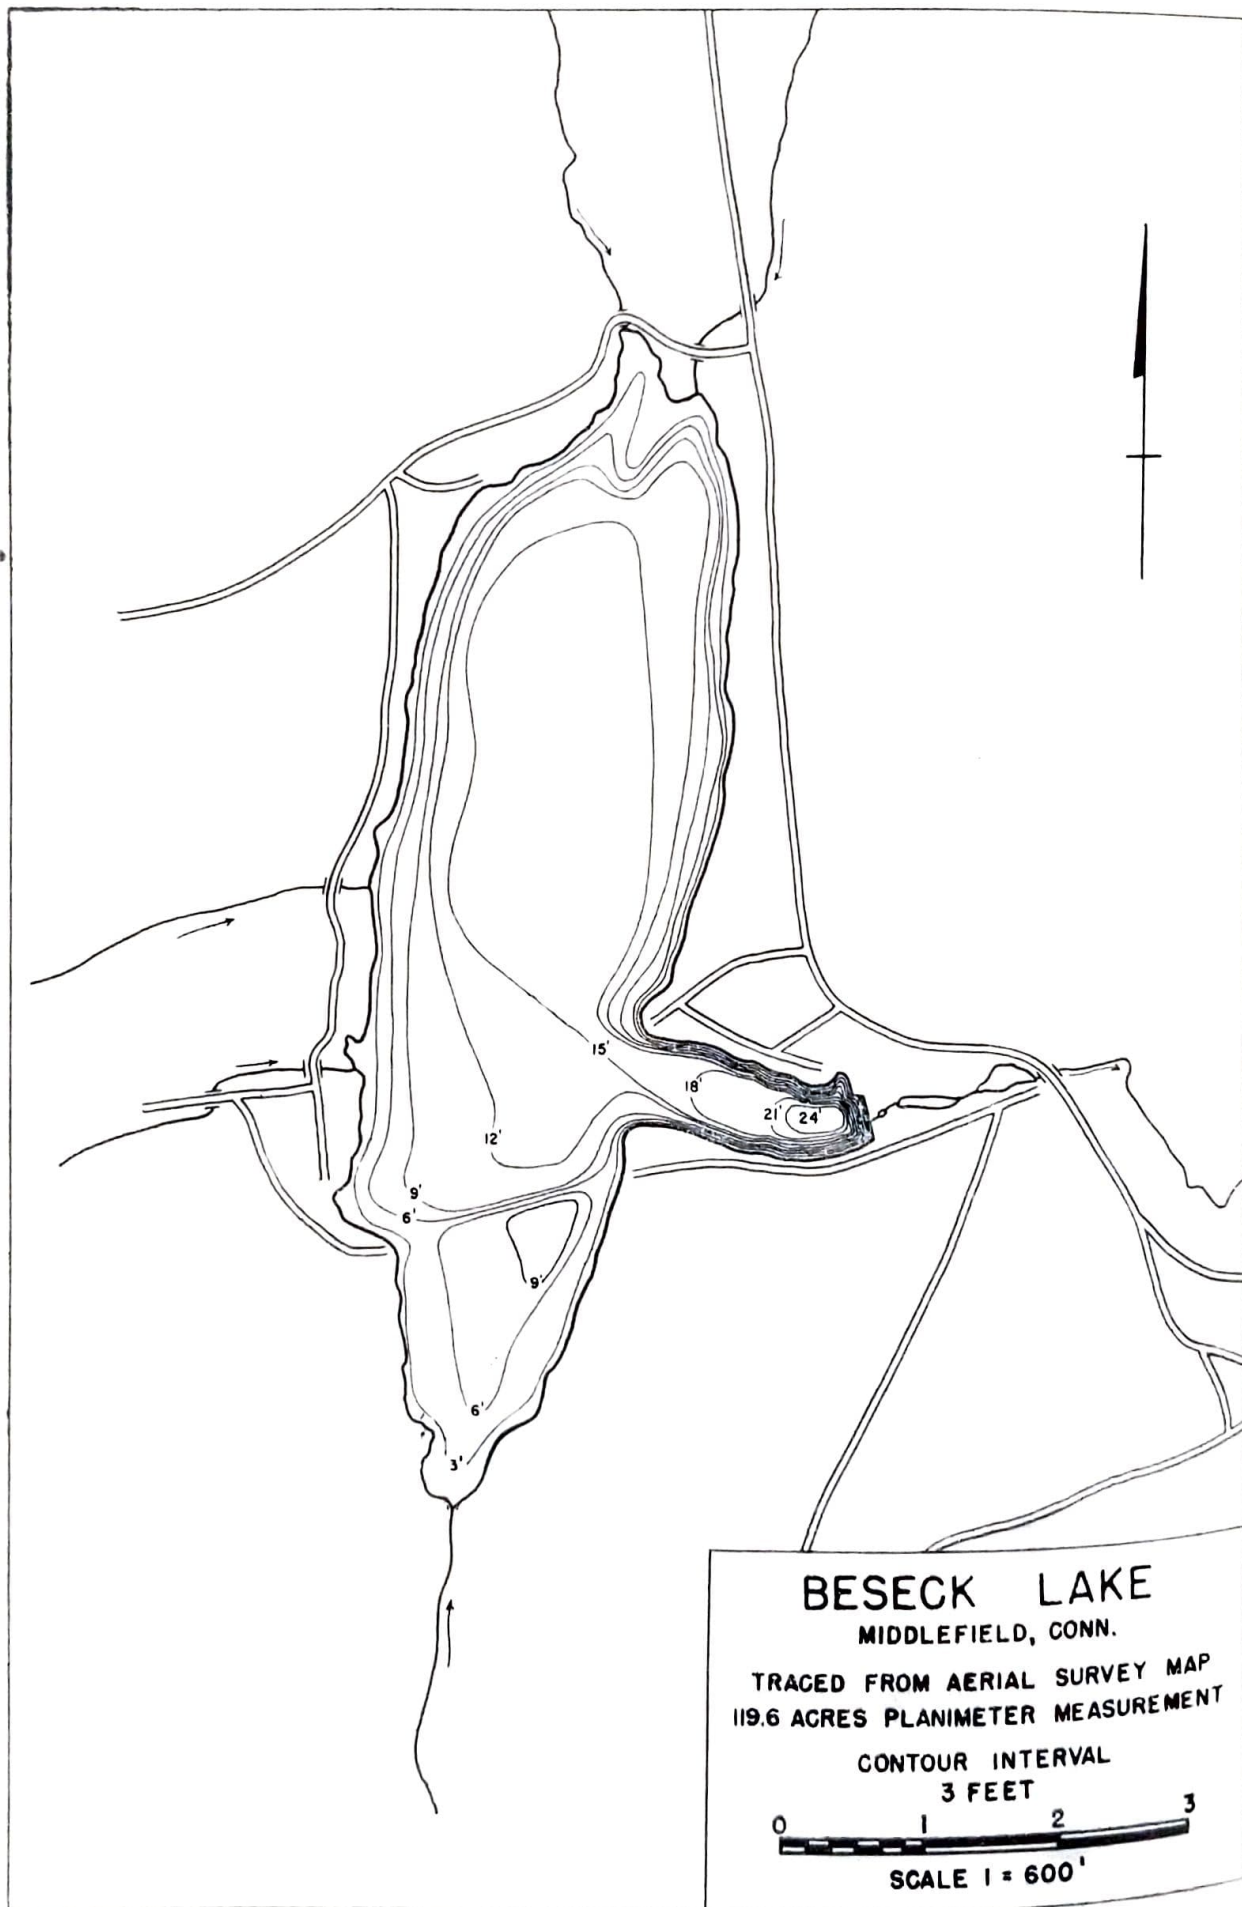 15'
18'
21'
24'
12'
9'
6'
9'
6'
3'
BESECK LAKE
MIDDLEFIELD, CONN.
TRACED FROM AERIAL SURVEY MAP
119.6 ACRES PLANIMETER MEASUREMENT
CONTOUR INTERVAL
3 FEET
0 1 2 3
SCALE 1 = 600'